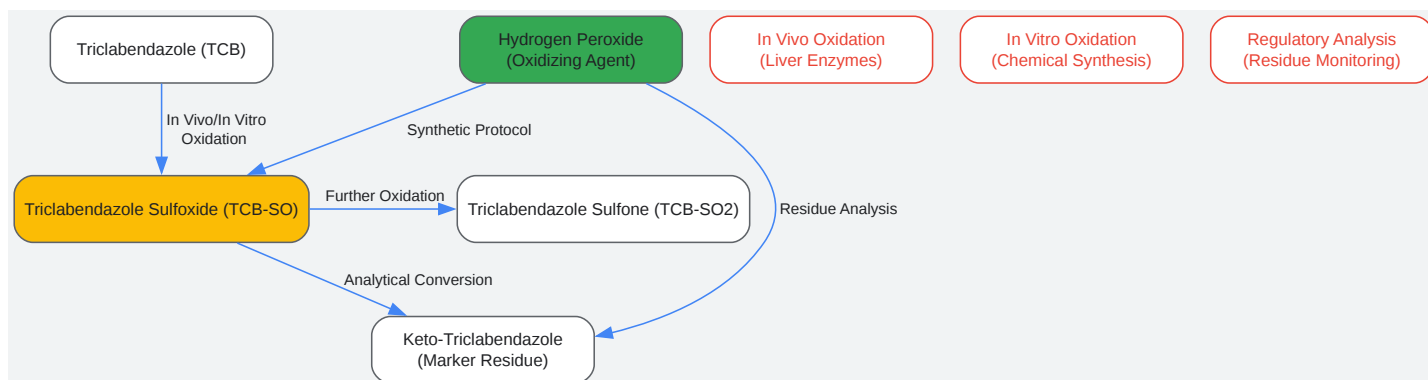 Triclabendazole (TCB)
Hydrogen Peroxide
(Oxidizing Agent)
In Vivo Oxidation
(Liver Enzymes)
In Vitro Oxidation
(Chemical Synthesis)
Regulatory Analysis
(Residue Monitoring)
In Vivo/In Vitro
Oxidation
Synthetic Protocol
Triclabendazole Sulfoxide (TCB-SO)
Further Oxidation
Triclabendazole Sulfone (TCB-SO2)
Residue Analysis
Analytical Conversion
Keto-Triclabendazole
(Marker Residue)